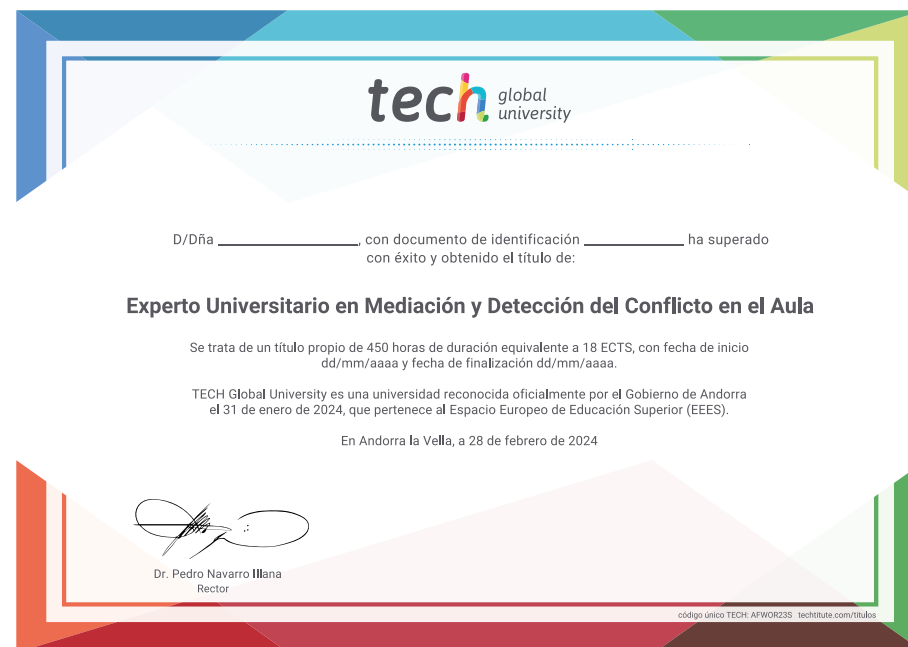 tech global university
D/Dña ________________, con documento de identificación ____________ ha superado
con éxito y obtenido el título de:
Experto Universitario en Mediación y Detección del Conflicto en el Aula
Se trata de un título propio de 450 horas de duración equivalente a 18 ECTS, con fecha de inicio
dd/mm/aaaa y fecha de finalización dd/mm/aaaa.
TECH Global University es una universidad reconocida oficialmente por el Gobierno de Andorra
el 31 de enero de 2024, que pertenece al Espacio Europeo de Educación Superior (EEES).
En Andorra la Vella, a 28 de febrero de 2024
Dr. Pedro Navarro Illana
Rector
código único TECH: AFWOR23S techtitute.com/titulos